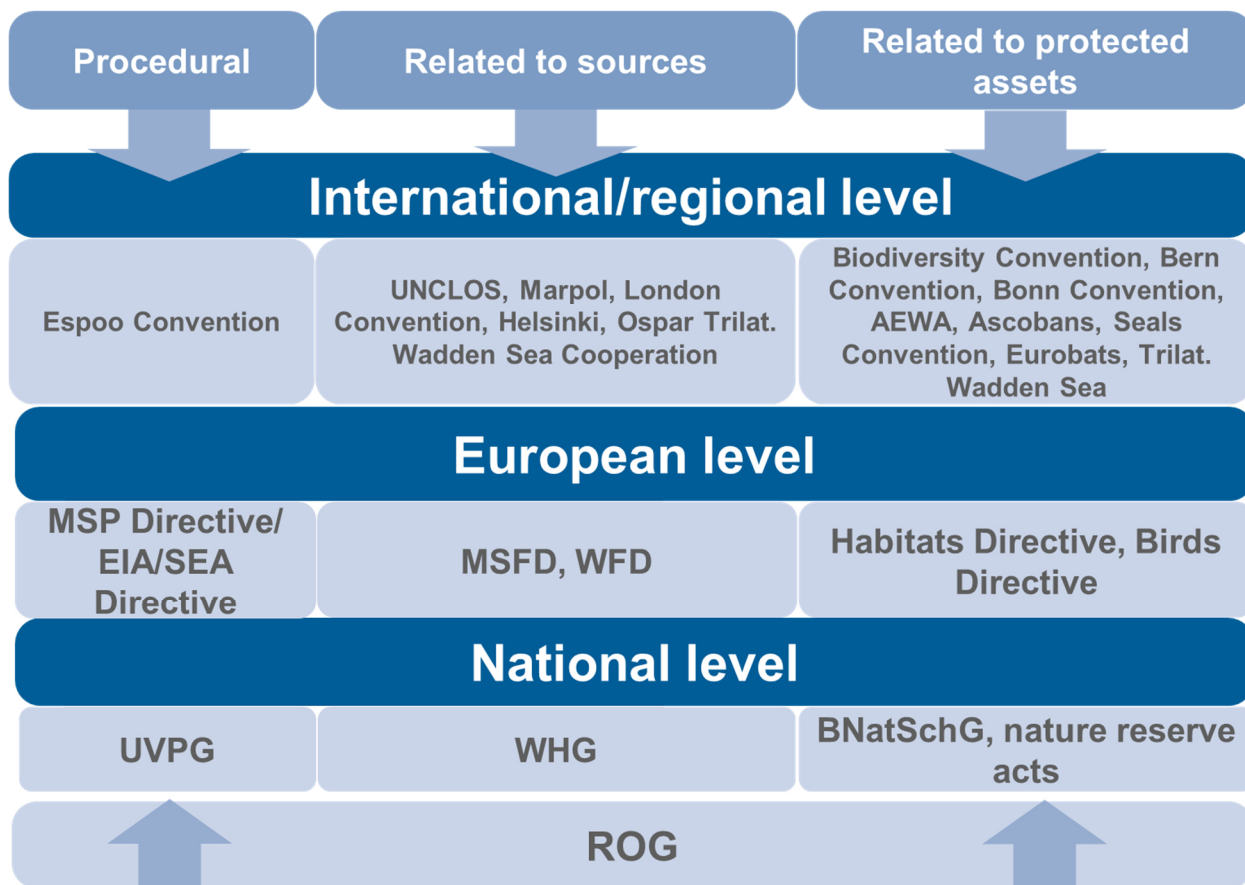 Procedural
Related to sources
Related to protected
assets
International/regional level
Espoo Convention
UNCLOS, Marpol, London
Convention, Helsinki, Ospar Trilat.
Wadden Sea Cooperation
Biodiversity Convention, Bern
Convention, Bonn Convention,
AEWA, Ascobans, Seals
Convention, Eurobats, Trilat.
Wadden Sea
European level
MSP Directive/
EIA/SEA
Directive
MSFD, WFD
Habitats Directive, Birds
Directive
National level
UVPG
WHG
BNatSchG, nature reserve
acts
ROG